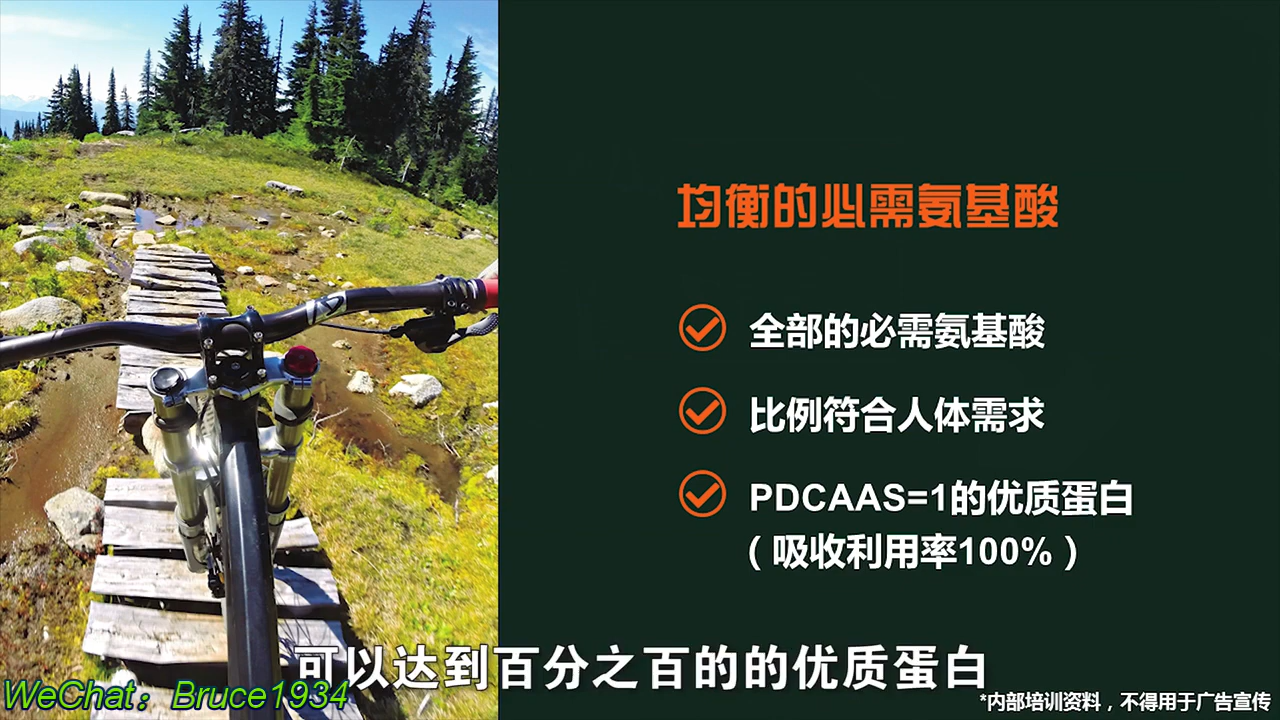 均衡的必需氨基酸
全部的必需氨基酸
比例符合人体需求
PDCAAS=1的优质蛋白
（吸收利用率100%）
可以达到百分之百的的优质蛋白
WeChat：Bruce1934
*内部培训资料，不得用于广告宣传